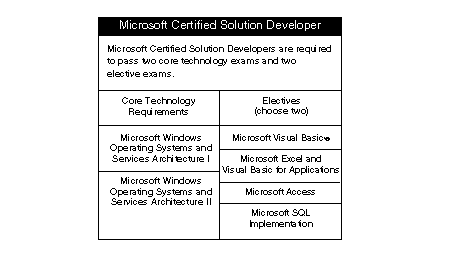 Microsoft Certified Solution Developer
Microsoft Certified Solution Developers are required
to pass two core technology exams and two
elective exams.
Core Technology
Requirements
Electives
(choose two)
Microsoft Windows
Operating Systems and
Services Architecture I
Microsoft Windows
Operating Systems and
Services Architecture II
Microsoft Visual Basic®
Microsoft Excel and
Visual Basic for Applications
Microsoft Access
Microsoft SQL
Implementation